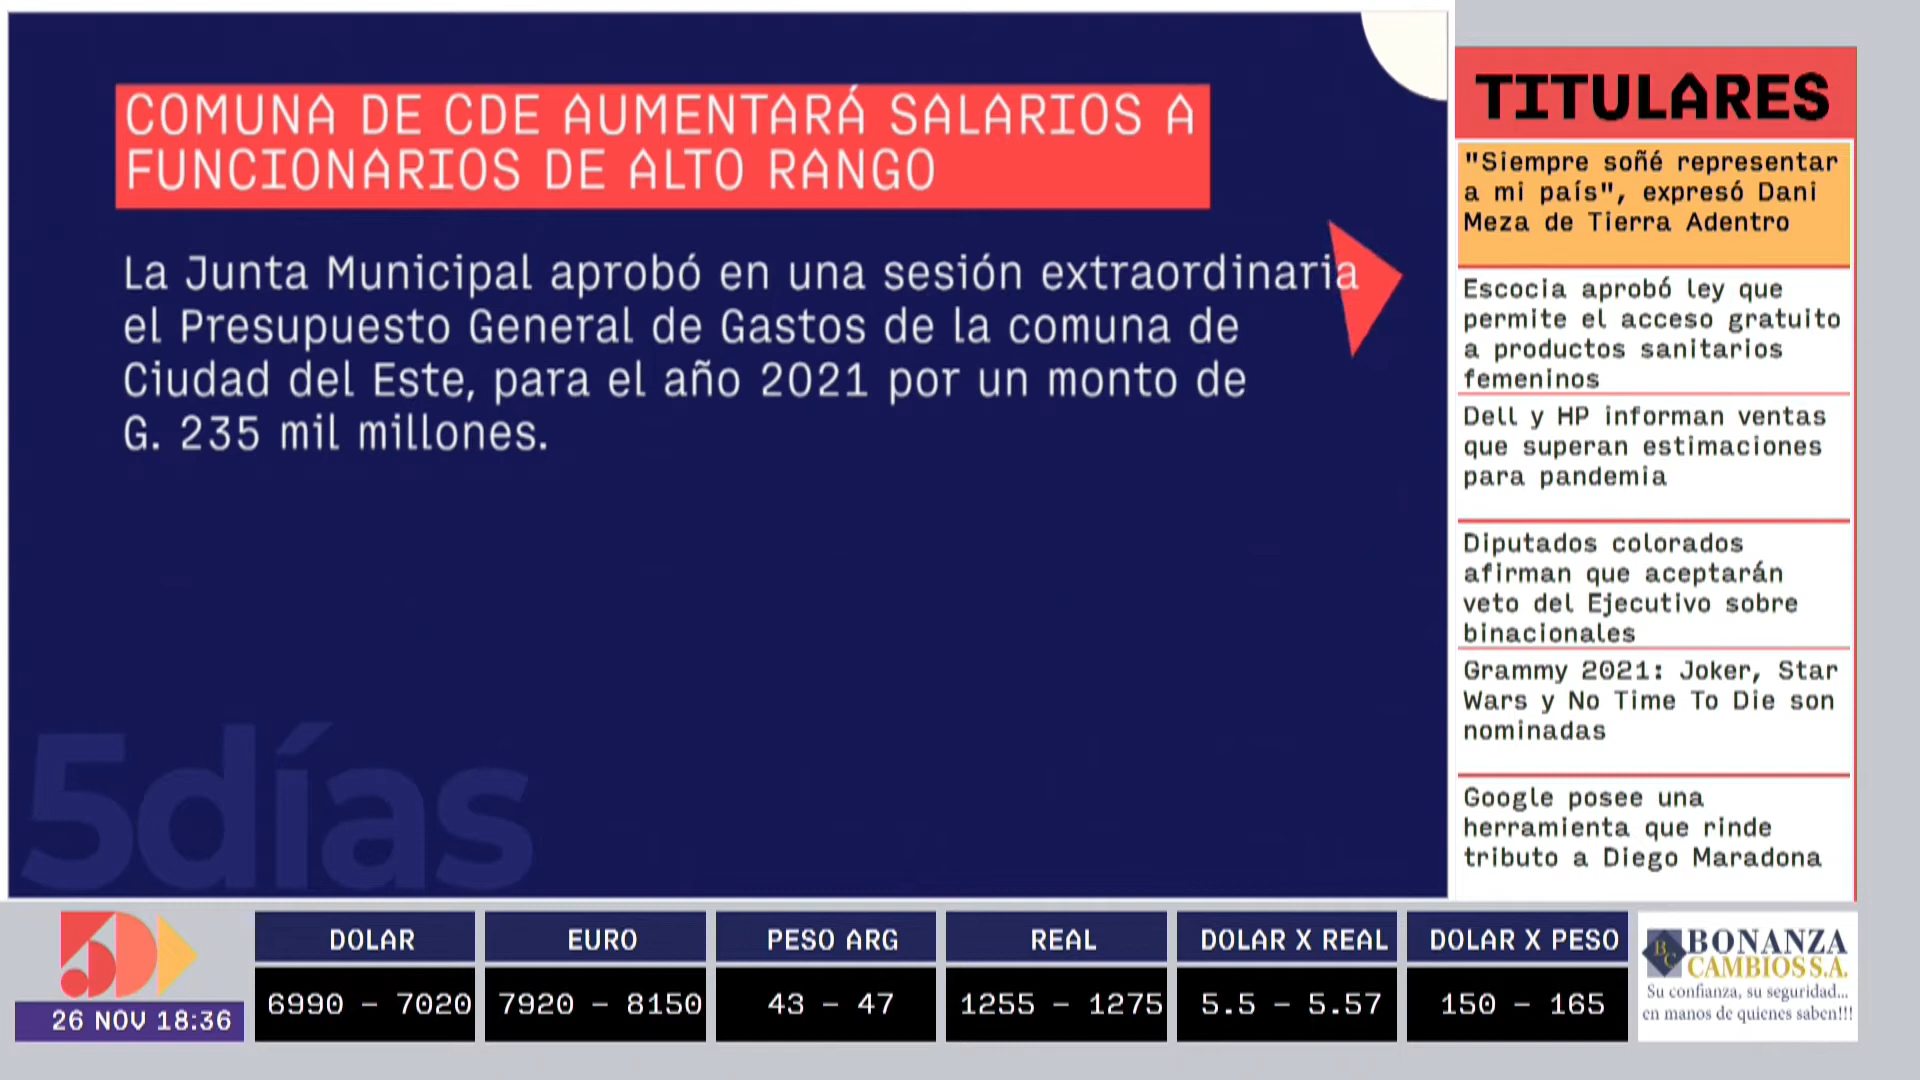 COMUNA DE CDE AUMENTARÁ SALARIOS A
FUNCIONARIOS DE ALTO RANGO
La Junta Municipal aprobó en una sesión extraordinaria
el Presupuesto General de Gastos de la comuna de
Ciudad del Este, para el año 2021 por un monto de
G. 235 mil millones.
5días
TITULARES
"Siempre soñé representar
a mi país", expresó Dani
Meza de Tierra Adentro
Escocia aprobó ley que
permite el acceso gratuito
a productos sanitarios
femeninos
Dell y HP informan ventas
que superan estimaciones
para pandemia
Diputados colorados
afirman que aceptarán
veto del Ejecutivo sobre
binacionales
Grammy 2021: Joker, Star
Wars y No Time To Die son
nominadas
Google posee una
herramienta que rinde
tributo a Diego Maradona
5D
26 NOV 18:36
DOLAR
6990 - 7020
EURO
7920 - 8150
PESO ARG
43 - 47
REAL
1255 - 1275
DOLAR X REAL
5.5 - 5.57
DOLAR X PESO
150 - 165
BC
BONANZA
CAMBIOS S.A.
Su confianza, su seguridad...
en manos de quienes saben!!!